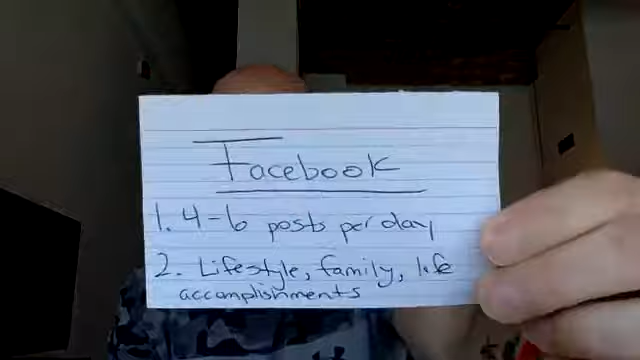 Facebook
1. 4-6 posts per day
2. Lifestyle, family, life
accomplishments